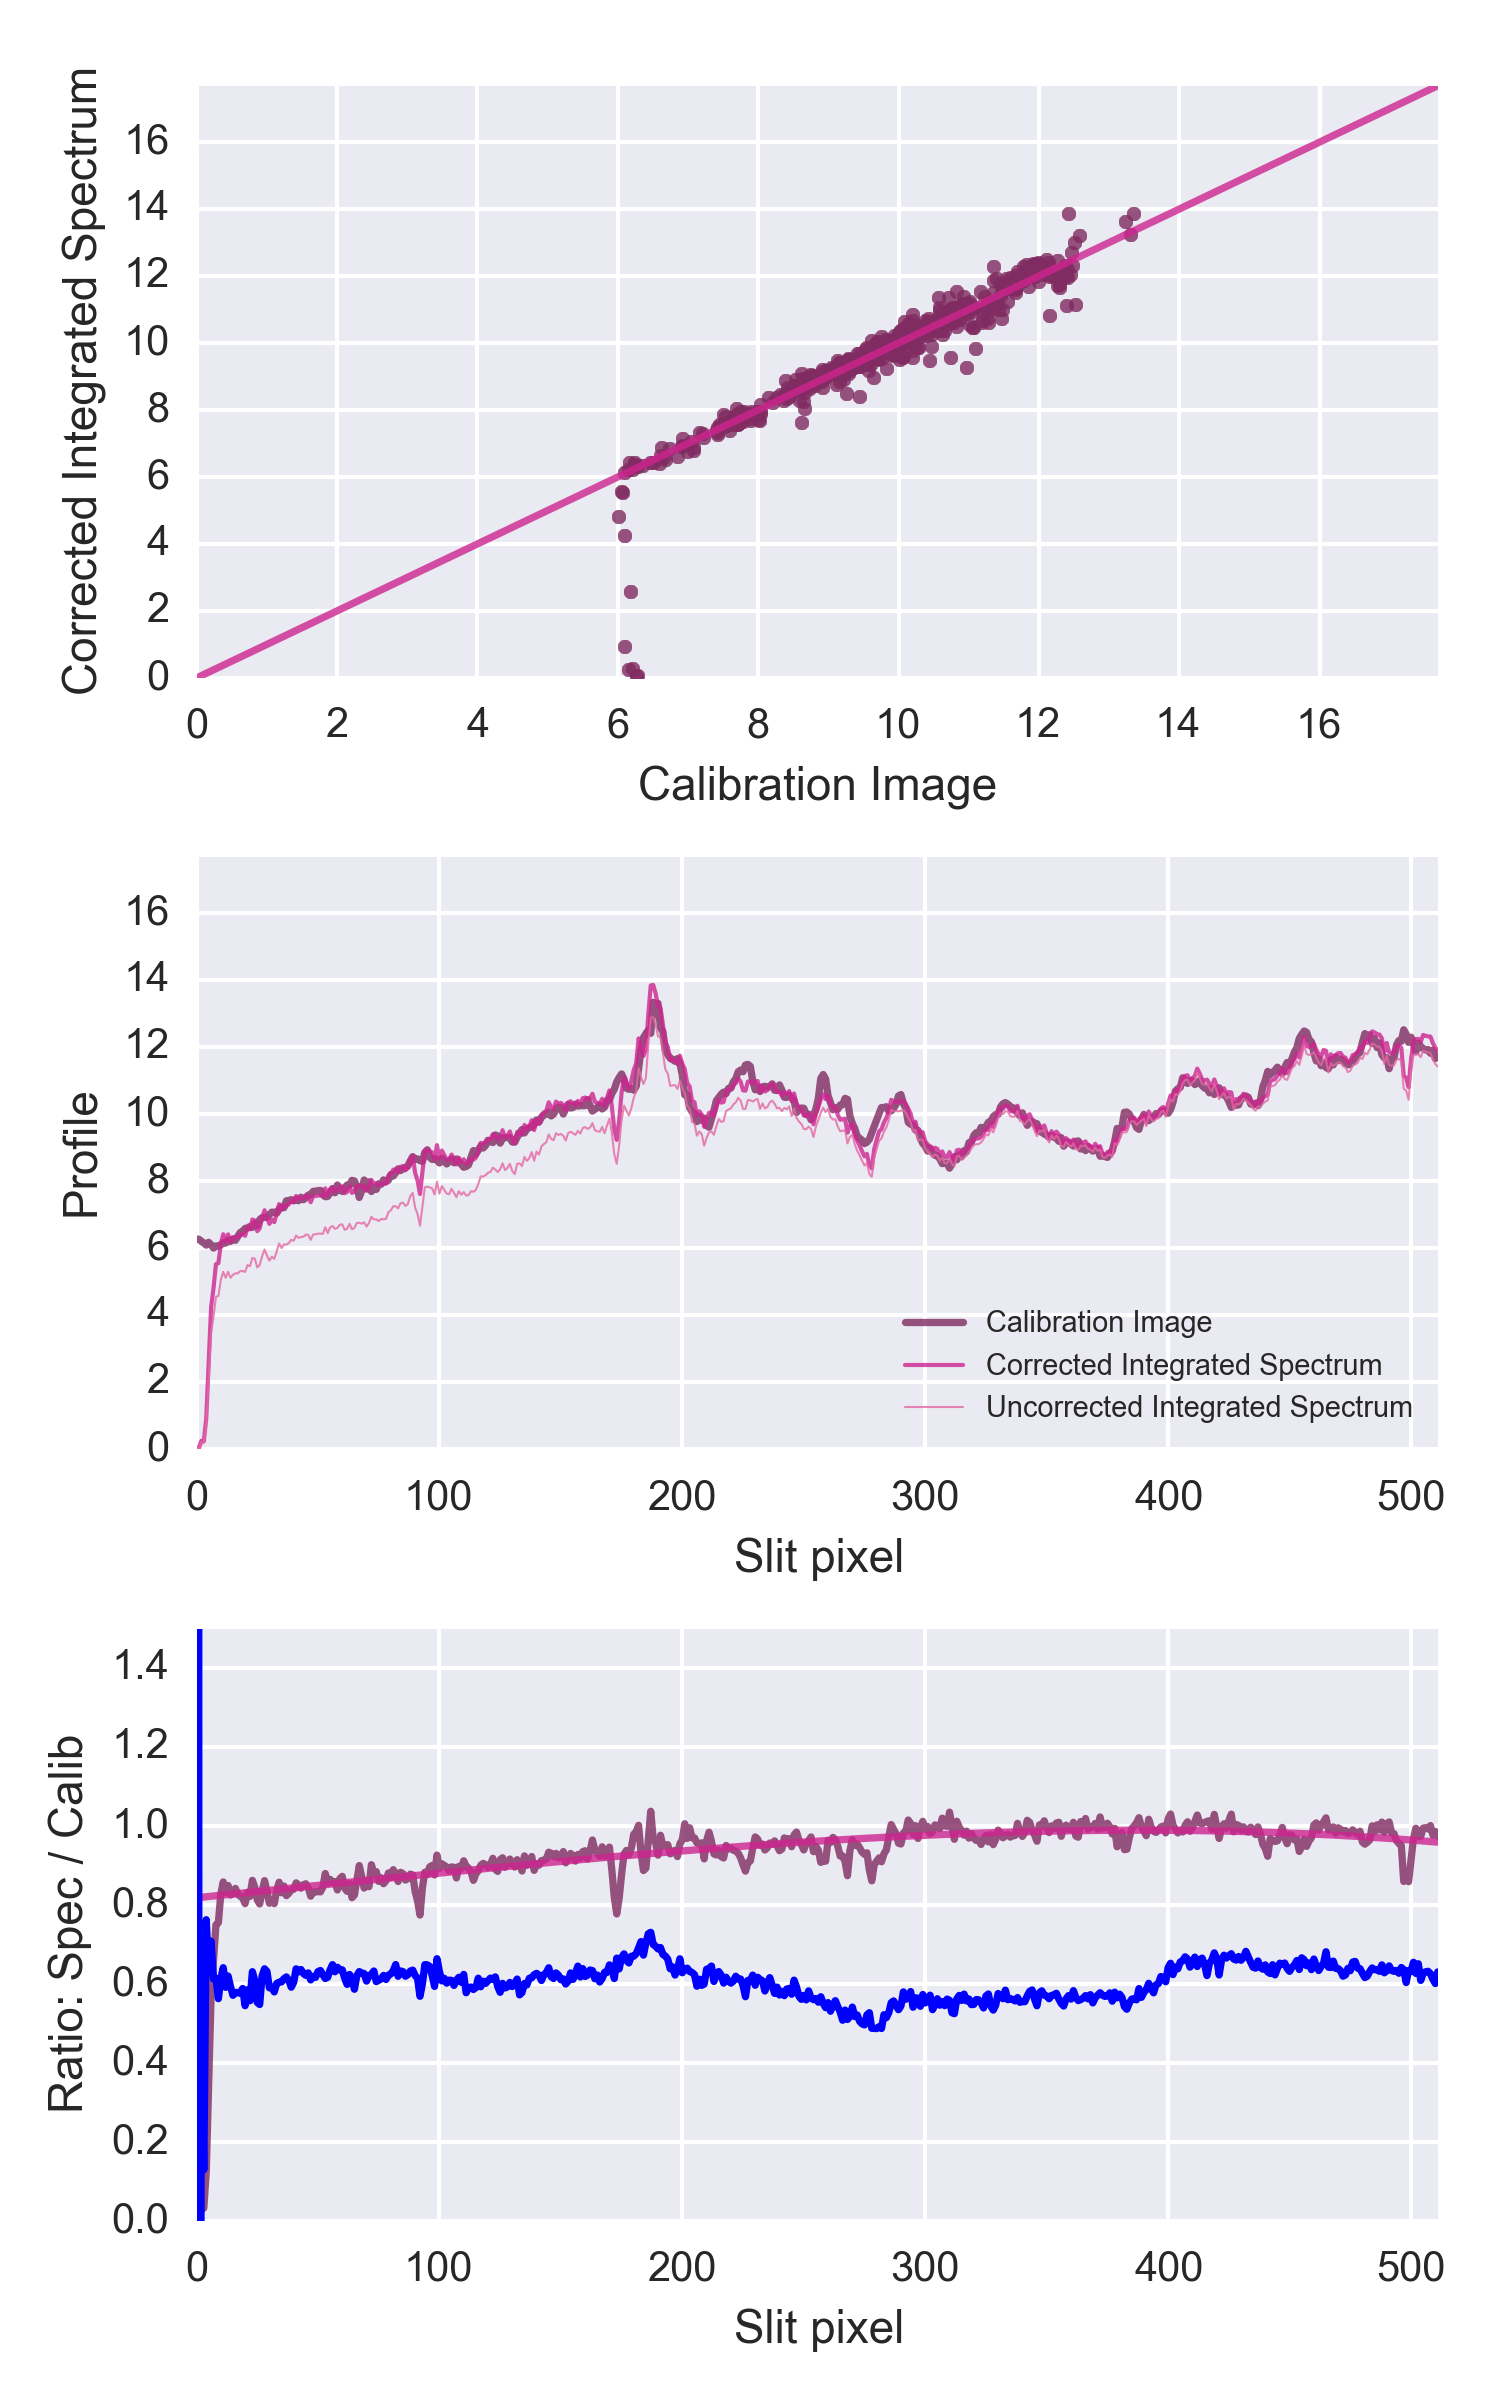 Corrected Integrated Spectrum
16
14
12
10
8
6
4
2
0
0 2 4 6 8 10 12 14 16
Calibration Image
Profile
16
14
12
10
8
6
4
2
0
Calibration Image
Corrected Integrated Spectrum
Uncorrected Integrated Spectrum
0 100 200 300 400 500
Slit pixel
Ratio: Spec / Calib
1.4
1.2
1.0
0.8
0.6
0.4
0.2
0.0
0 100 200 300 400 500
Slit pixel